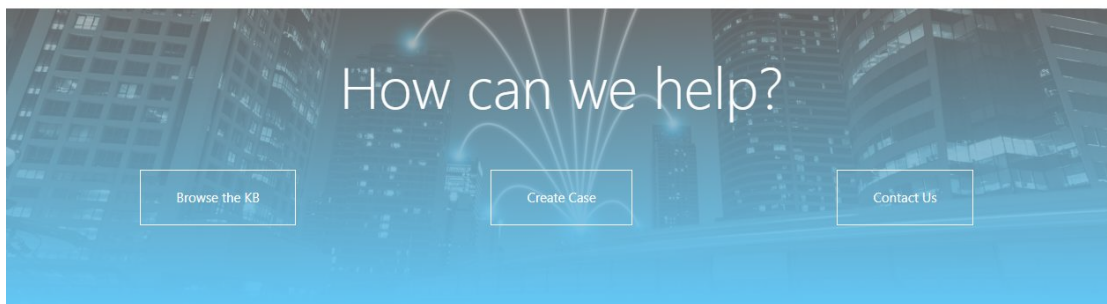 How can we help?
Browse the KB
Create Case
Contact Us